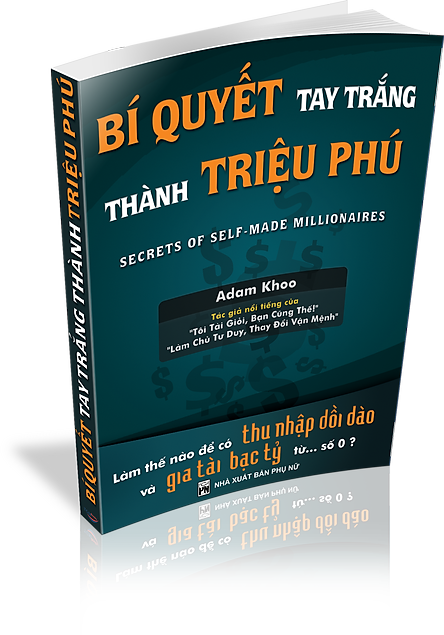 BÍ QUYẾT TAY TRẮNG
THÀNH TRIỆU PHÚ
SECRETS OF SELF-MADE MILLIONAIRES
Adam Khoo
Tác giả nổi tiếng của
"Tôi Tài Giỏi, Bạn Cũng Thế!"
"Làm Chủ Tư Duy, Thay Đổi Vận Mệnh"
Làm thế nào để có thu nhập dồi dào
và gia tài bạc tỷ từ... số 0 ?
PN NHÀ XUẤT BẢN PHỤ NỮ
BÍ QUYẾT TAY TRẮNG THÀNH TRIỆU PHÚ